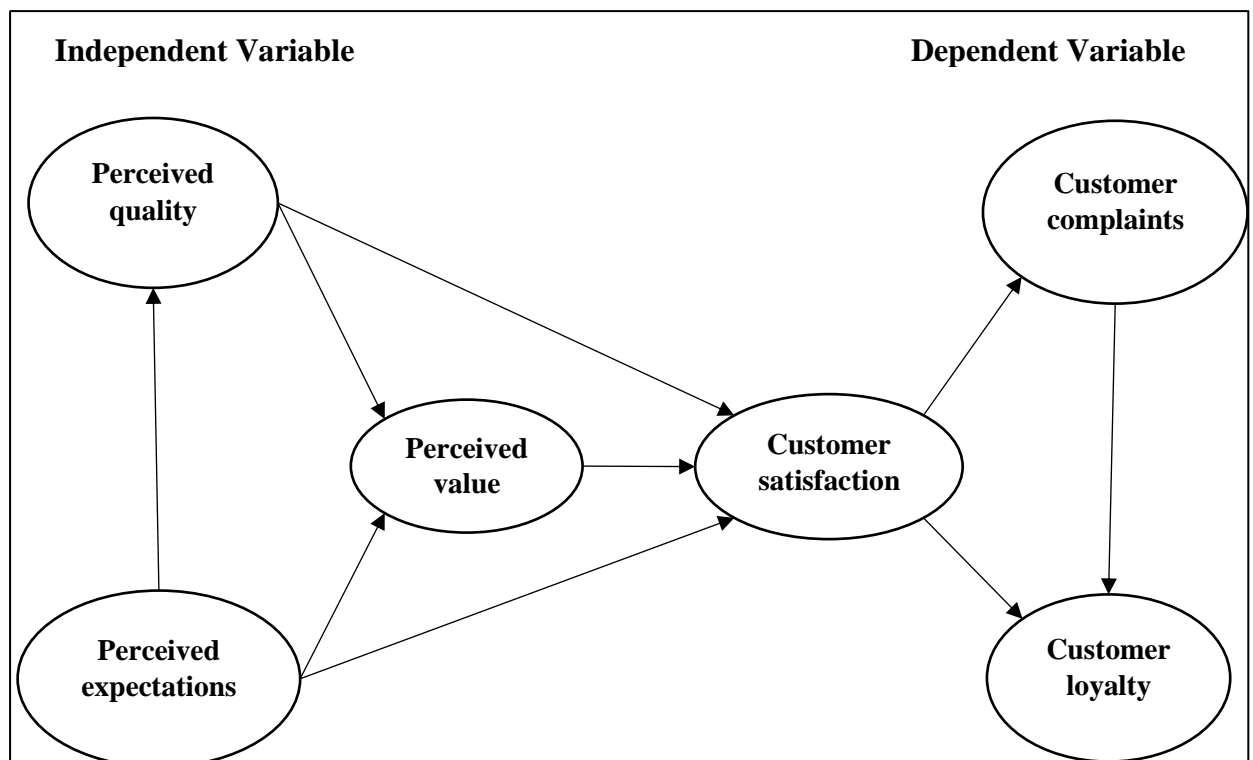 Independent Variable
Dependent Variable
Perceived
quality
Customer
complaints
Perceived
value
Customer
satisfaction
Perceived
expectations
Customer
loyalty